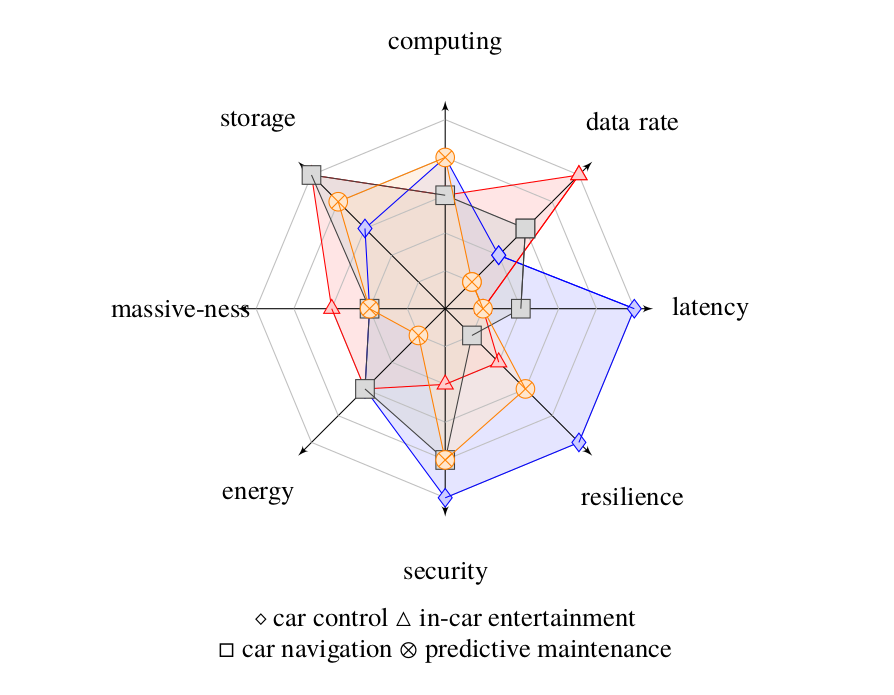 computing
storage
data rate
massive-ness
latency
energy
resilience
security
◇ car control △ in-car entertainment
□ car navigation ⊗ predictive maintenance